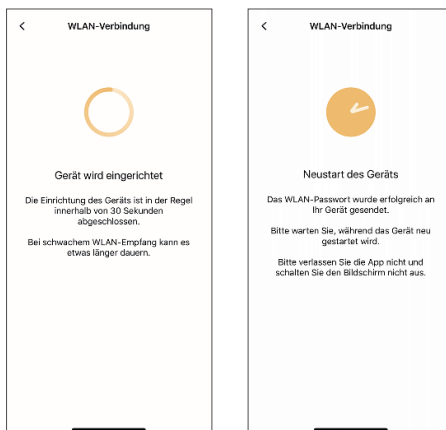 WLAN-Verbindung
Gerät wird eingerichtet
Die Einrichtung des Geräts ist in der Regel
innerhalb von 30 Sekunden
abgeschlossen.
Bei schwachem WLAN-Empfang kann es
etwas länger dauern.
WLAN-Verbindung
Neustart des Geräts
Das WLAN-Passwort wurde erfolgreich an
Ihr Gerät gesendet.
Bitte warten Sie, während das Gerät neu
gestartet wird.
Bitte verlassen Sie die App nicht und
schalten Sie den Bildschirm nicht aus.